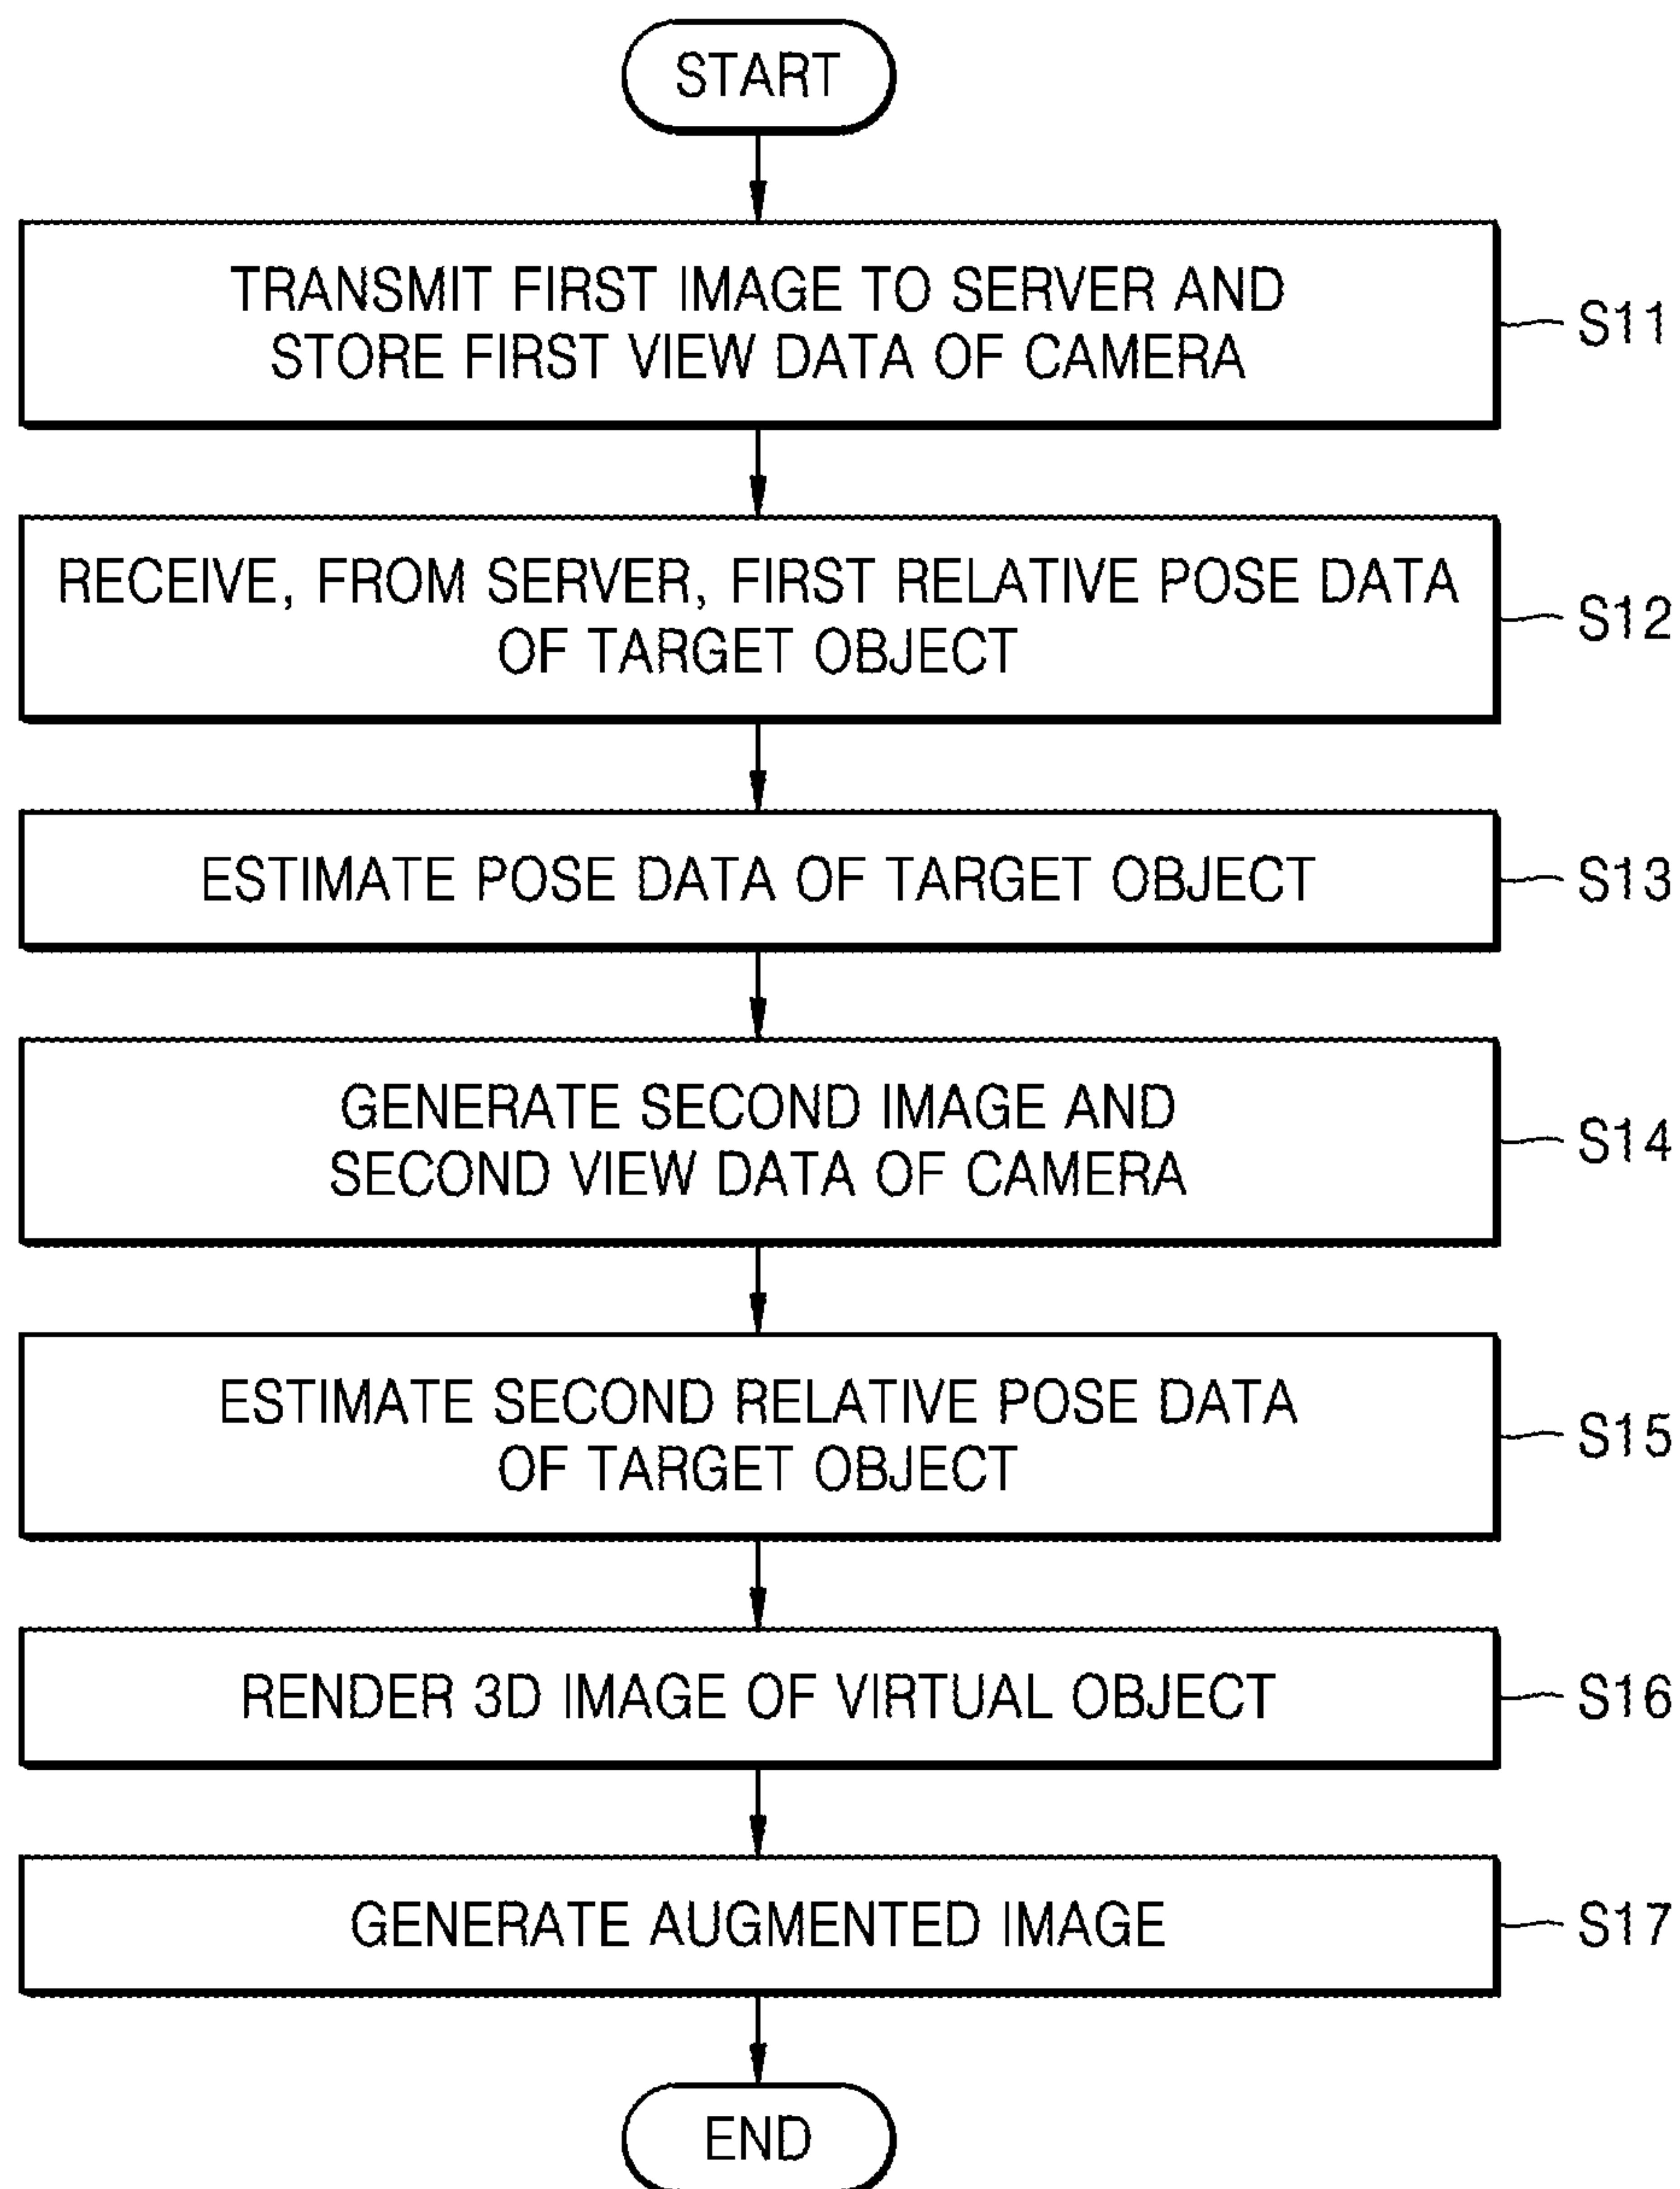 START
TRANSMIT FIRST IMAGE TO SERVER AND
STORE FIRST VIEW DATA OF CAMERA
S11
RECEIVE, FROM SERVER, FIRST RELATIVE POSE DATA
OF TARGET OBJECT
S12
ESTIMATE POSE DATA OF TARGET OBJECT
S13
GENERATE SECOND IMAGE AND
SECOND VIEW DATA OF CAMERA
S14
ESTIMATE SECOND RELATIVE POSE DATA
OF TARGET OBJECT
S15
RENDER 3D IMAGE OF VIRTUAL OBJECT
S16
GENERATE AUGMENTED IMAGE
S17
END